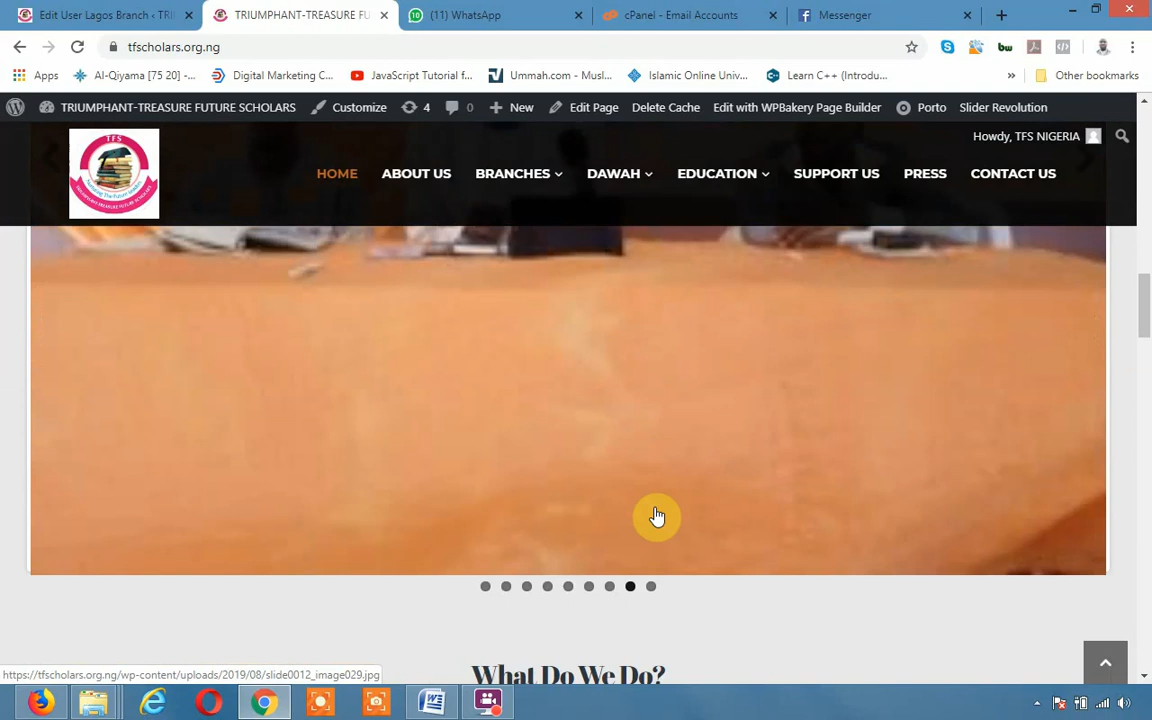 Edit User Lagos Branch ‹ TRI
TRIUMPHANT-TREASURE FU
(11) WhatsApp
cPanel - Email Accounts
Messenger
tfscholars.org.ng
Apps
Al-Qiyama [75 20] -...
Digital Marketing C...
JavaScript Tutorial f...
Ummah.com - Musl...
Islamic Online Univ...
Learn C++ (Introdu...
»
Other bookmarks
TRIUMPHANT-TREASURE FUTURE SCHOLARS
Customize
4
0
New
Edit Page
Delete Cache
Edit with WPBakery Page Builder
Porto
Slider Revolution
Howdy, TFS NIGERIA
TFS
HOME
ABOUT US
BRANCHES
DAWAH
EDUCATION
SUPPORT US
PRESS
CONTACT US
What Do We Do?
https://tfscholars.org.ng/wp-content/uploads/2019/08/slide0012_image029.jpg